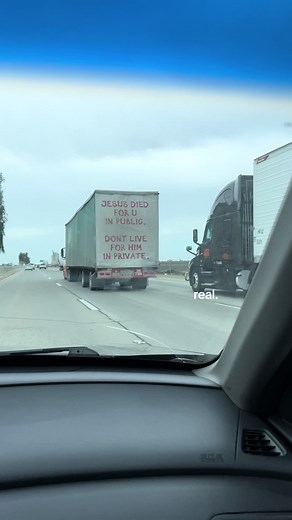 JESUS DIED
FOR U
IN PUBLIC.
DONT LIVE
FOR HIM
IN PRIVATE.
real.